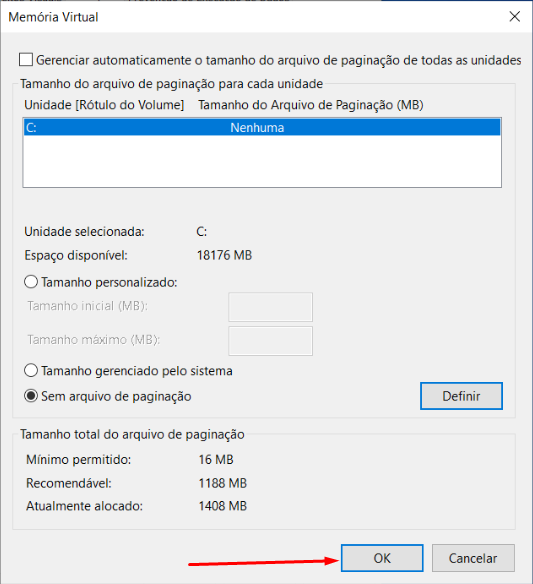 Memória Virtual
Gerenciar automaticamente o tamanho do arquivo de paginação de todas as unidades
Tamanho do arquivo de paginação para cada unidade
Unidade [Rótulo do Volume] Tamanho do Arquivo de Paginação (MB)
C: Nenhuma
Unidade selecionada: C:
Espaço disponível: 18176 MB
Tamanho personalizado:
Tamanho inicial (MB):
Tamanho máximo (MB):
Tamanho gerenciado pelo sistema
Sem arquivo de paginação
Definir
Tamanho total do arquivo de paginação
Mínimo permitido: 16 MB
Recomendável: 1188 MB
Atualmente alocado: 1408 MB
OK Cancelar